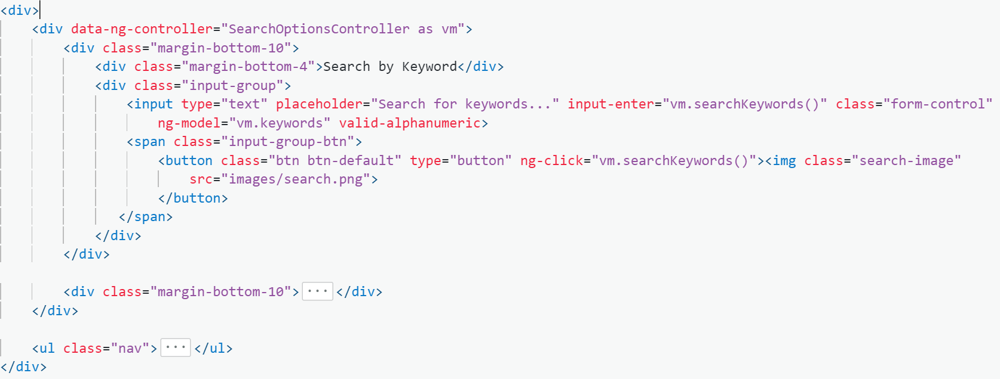 <div>
    <div data-ng-controller="SearchOptionsController as vm">
        <div class="margin-bottom-10">
            <div class="margin-bottom-4">Search by Keyword</div>
            <div class="input-group">
                <input type="text" placeholder="Search for keywords..." input-enter="vm.searchKeywords()" class="form-control"
                    ng-model="vm.keywords" valid-alphanumeric>
                <span class="input-group-btn">
                    <button class="btn btn-default" type="button" ng-click="vm.searchKeywords()"><img class="search-image"
                        src="images/search.png">
                    </button>
               </span>
            </div>
        </div>

        <div class="margin-bottom-10">...</div>
    </div>

    <ul class="nav">...</ul>
</div>